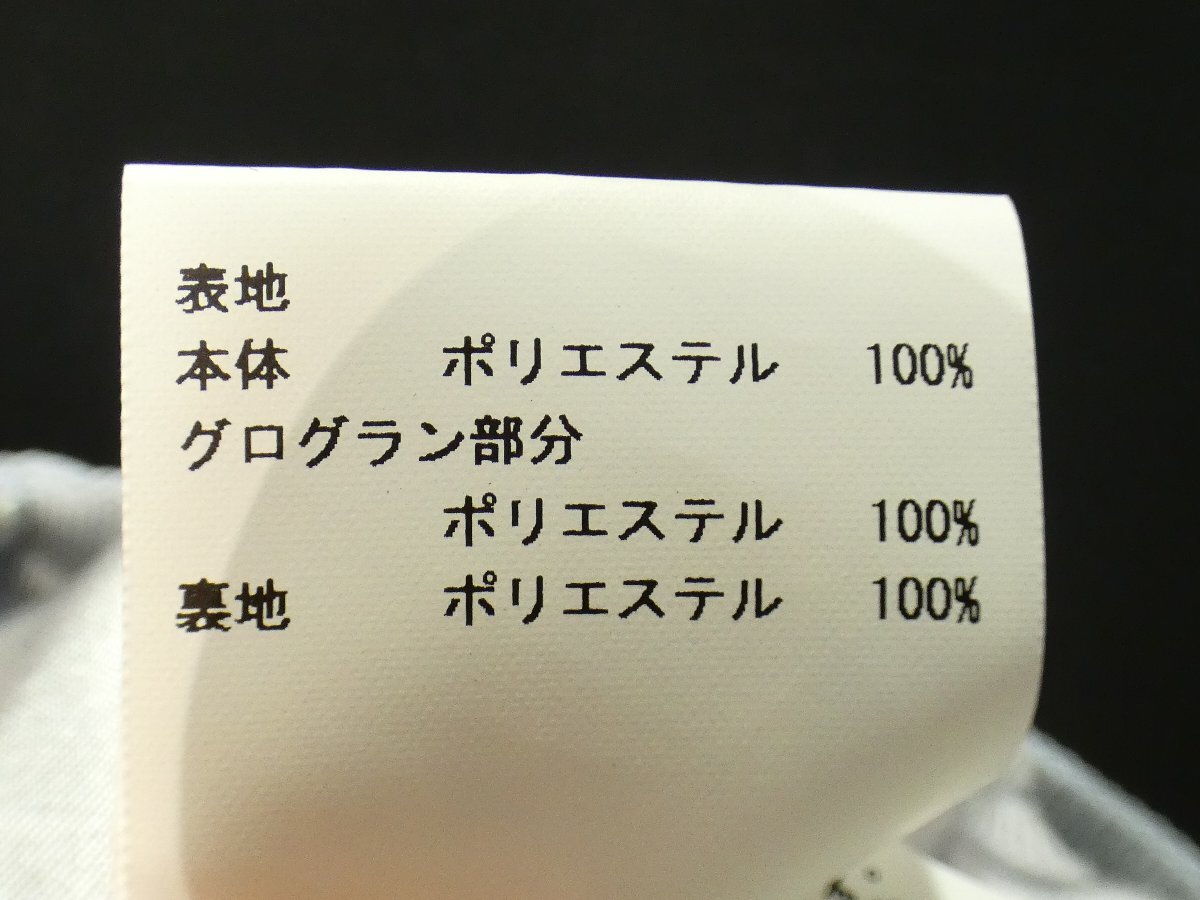 表地
本体 ポリエステル 100%
グログラン部分
ポリエステル 100%
裏地 ポリエステル 100%